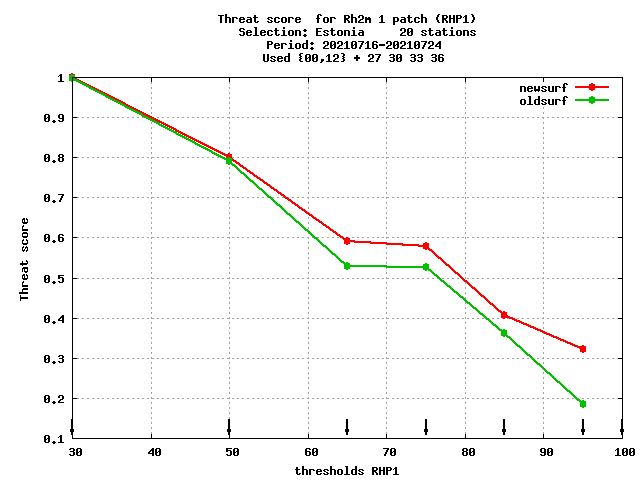 Threat score  for Rh2m 1 patch (RHP1)
Selection: Estonia     20 stations
Period: 20210716-20210724
Used {00,12} + 27 30 33 36
newsurf
oldsurf
1
0.9
0.8
0.7
0.6
0.5
0.4
0.3
0.2
0.1
Threat score
30 40 50 60 70 80 90 100
thresholds RHP1